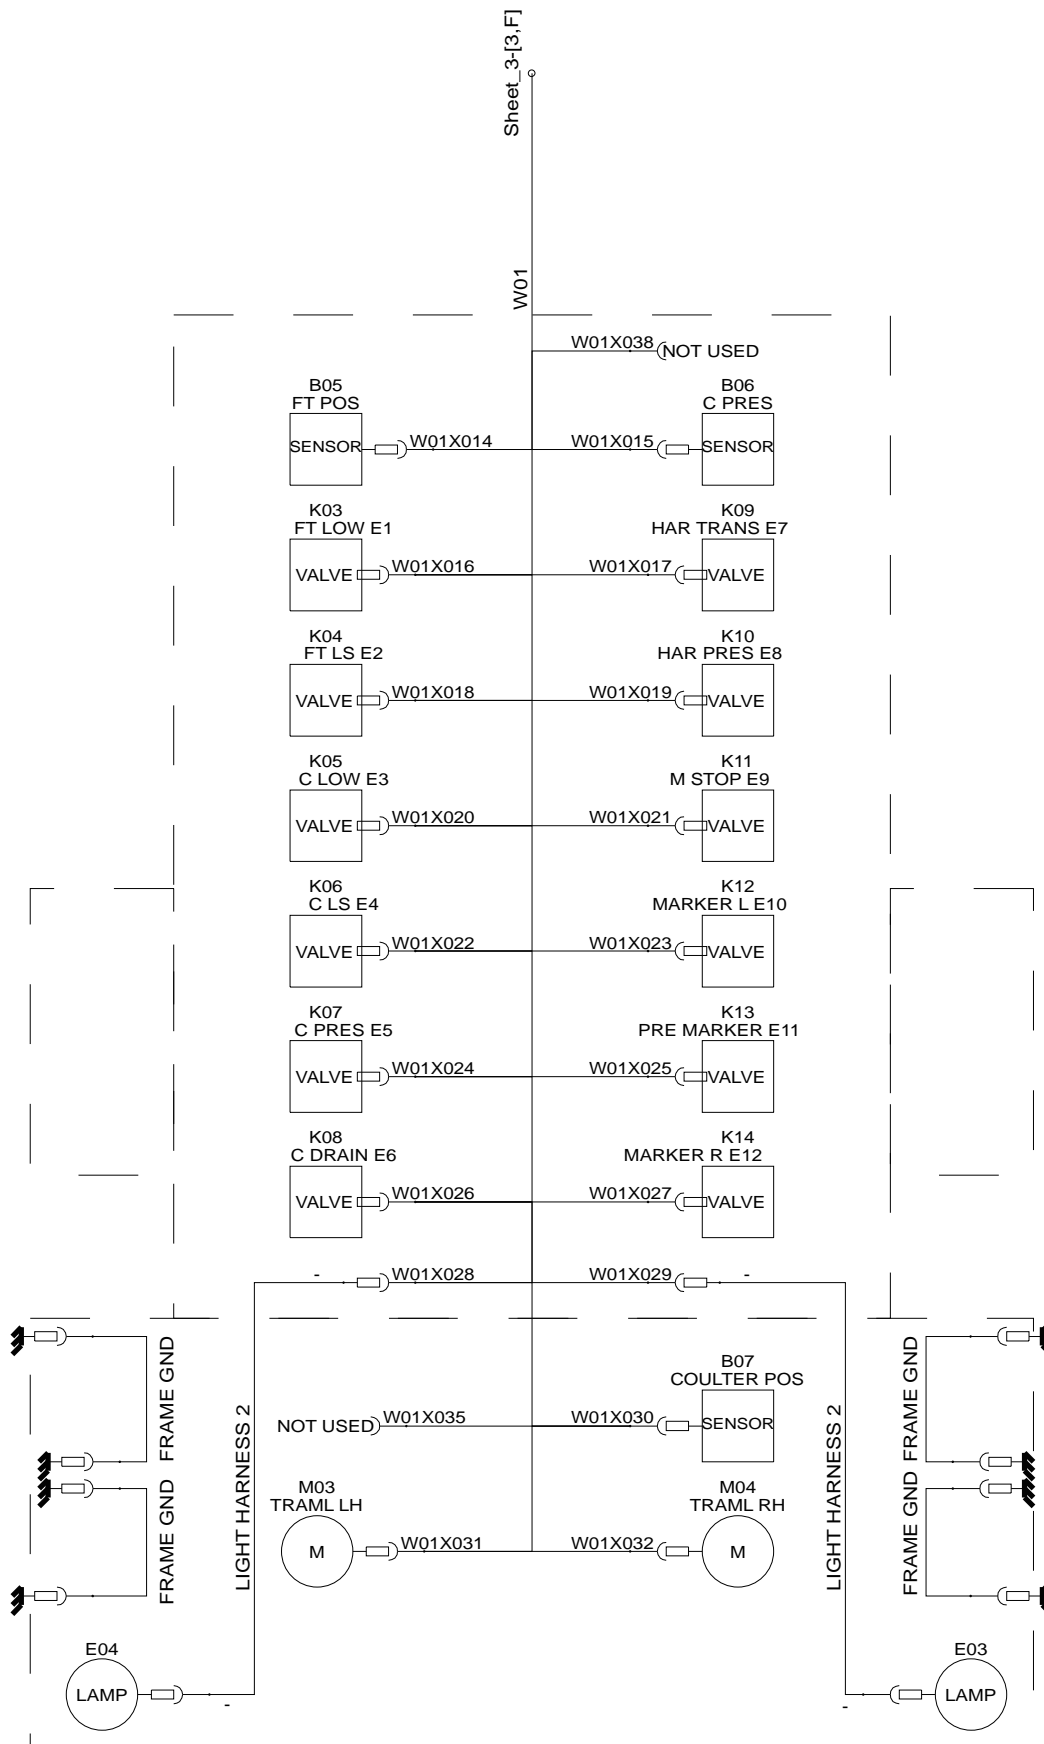 Sheet_3-[3,F]
W01
W01X038 NOT USED
B05
FT POS
SENSOR
W01X014
W01X015
B06
C PRES
SENSOR
K03
FT LOW E1
VALVE
W01X016
W01X017
K09
HAR TRANS E7
VALVE
K04
FT LS E2
VALVE
W01X018
W01X019
K10
HAR PRES E8
VALVE
K05
C LOW E3
VALVE
W01X020
W01X021
K11
M STOP E9
VALVE
K06
C LS E4
VALVE
W01X022
W01X023
K12
MARKER L E10
VALVE
K07
C PRES E5
VALVE
W01X024
W01X025
K13
PRE MARKER E11
VALVE
K08
C DRAIN E6
VALVE
W01X026
W01X027
K14
MARKER R E12
VALVE
-
W01X028
W01X029
-
FRAME GND
FRAME GND
LIGHT HARNESS 2
NOT USED
W01X035
W01X030
B07
COULTER POS
SENSOR
M03
TRAML LH
M
W01X031
W01X032
M04
TRAML RH
M
LIGHT HARNESS 2
FRAME GND
FRAME GND
E04
LAMP
-
-
E03
LAMP